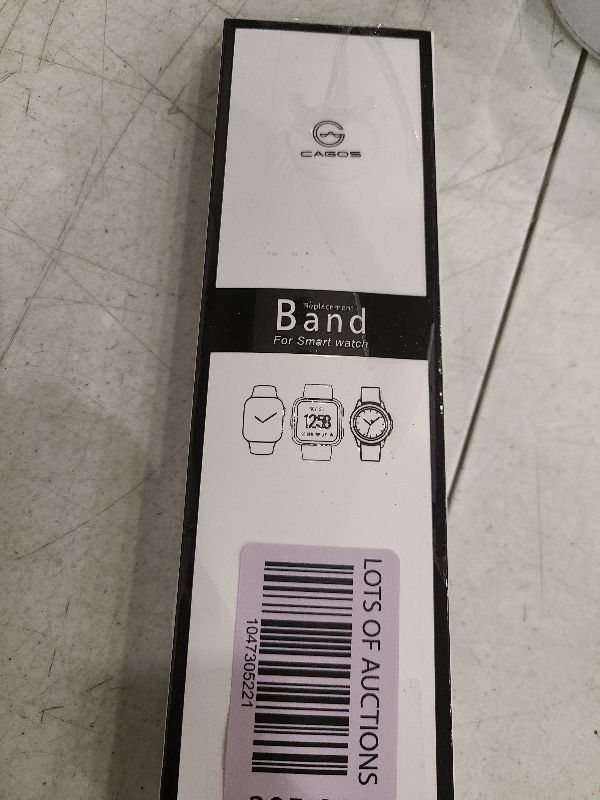 CAGOS
Replacement
Band
For Smart watch
12:58
LOTS OF AUCTIONS
1047305221